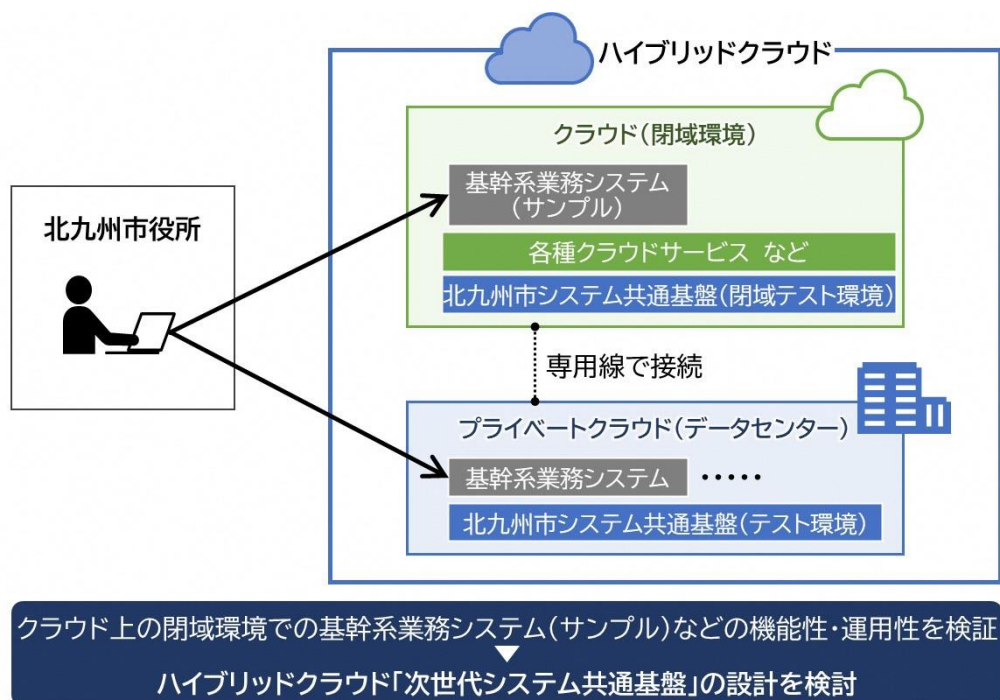 ハイブリッドクラウド
クラウド(閉域環境)
基幹系業務システム
(サンプル)
各種クラウドサービス など
北九州市システム共通基盤(閉域テスト環境)
北九州市役所
専用線で接続
プライベートクラウド(データセンター)
基幹系業務システム ・・・・・
北九州市システム共通基盤(テスト環境)
クラウド上の閉域環境での基幹系業務システム(サンプル)などの機能性・運用性を検証
ハイブリッドクラウド「次世代システム共通基盤」の設計を検討